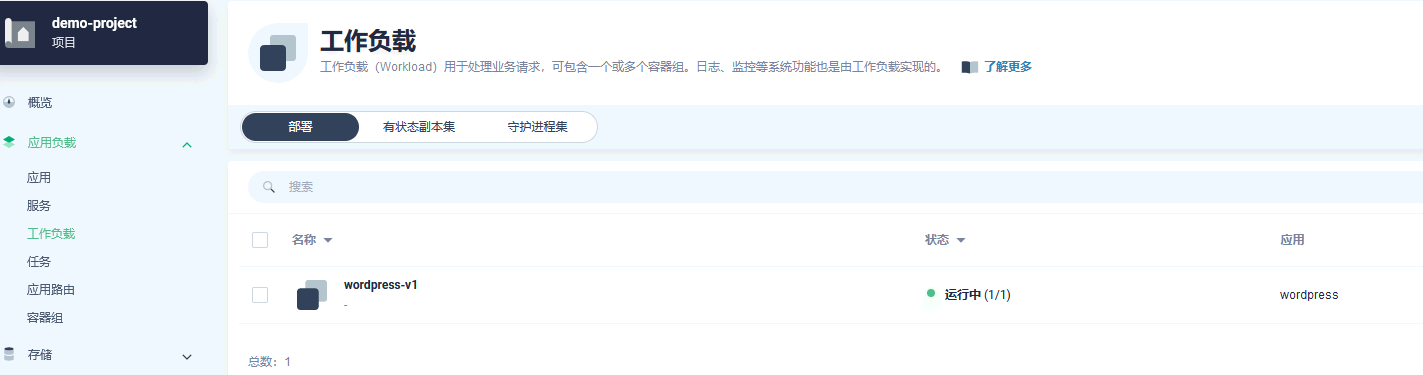 demo-project
项目
概览
应用负载
应用
服务
工作负载
任务
应用路由
容器组
存储
工作负载
工作负载（Workload）用于处理业务请求，可包含一个或多个容器组。日志、监控等系统功能也是由工作负载实现的。 了解更多
部署 有状态副本集 守护进程集
搜索
名称 状态 应用
wordpress-v1 运行中 (1/1) wordpress
-
总数：1